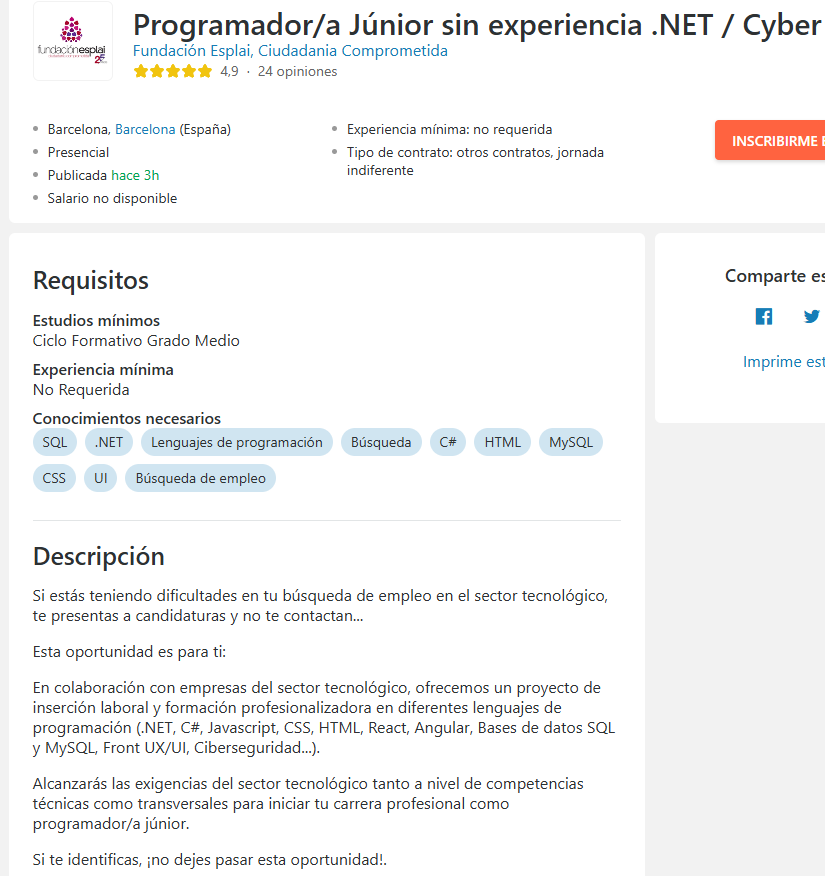 Programador/a Júnior sin experiencia .NET / Cyber
fundaciónesplai
Fundación Esplai, Ciudadania Comprometida
4,9 · 24 opiniones
Barcelona, Barcelona (España)
Presencial
Publicada hace 3h
Salario no disponible
Experiencia mínima: no requerida
Tipo de contrato: otros contratos, jornada
indiferente
INSCRIBIRME E
Requisitos
Estudios mínimos
Ciclo Formativo Grado Medio
Experiencia mínima
No Requerida
Conocimientos necesarios
SQL .NET Lenguajes de programación Búsqueda C# HTML MySQL
CSS UI Búsqueda de empleo
Descripción
Si estás teniendo dificultades en tu búsqueda de empleo en el sector tecnológico,
te presentas a candidaturas y no te contactan...
Esta oportunidad es para ti:
En colaboración con empresas del sector tecnológico, ofrecemos un proyecto de
inserción laboral y formación profesionalizadora en diferentes lenguajes de
programación (.NET, C#, Javascript, CSS, HTML, React, Angular, Bases de datos SQL
y MySQL, Front UX/UI, Ciberseguridad...).
Alcanzarás las exigencias del sector tecnológico tanto a nivel de competencias
técnicas como transversales para iniciar tu carrera profesional como
programador/a júnior.
Si te identificas, ¡no dejes pasar esta oportunidad!.
Comparte es
Imprime est